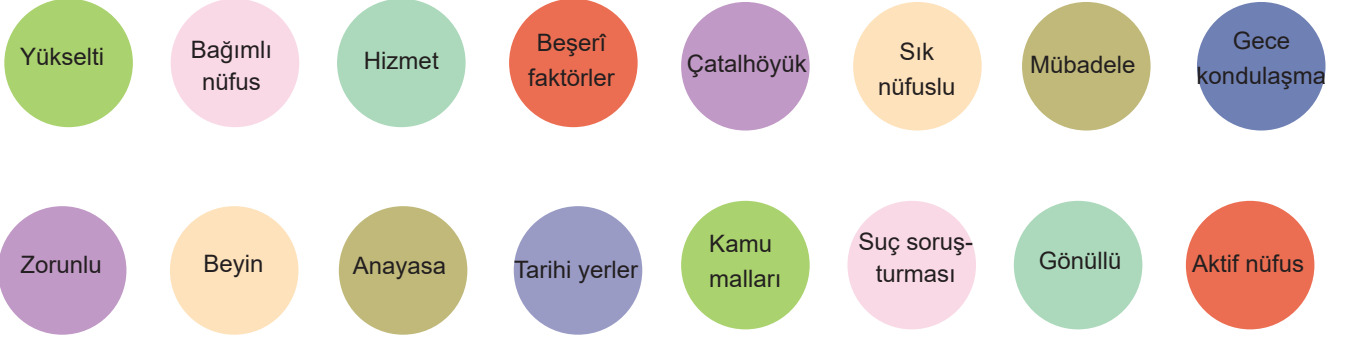 Yükselti
Bağımlı
nüfus
Hizmet
Beşerî
faktörler
Çatalhöyük
Sık
nüfuslu
Mübadele
Gece
kondulaşma
Zorunlu
Beyin
Anayasa
Tarihi yerler
Kamu
malları
Suç soruş-
turması
Gönüllü
Aktif nüfus